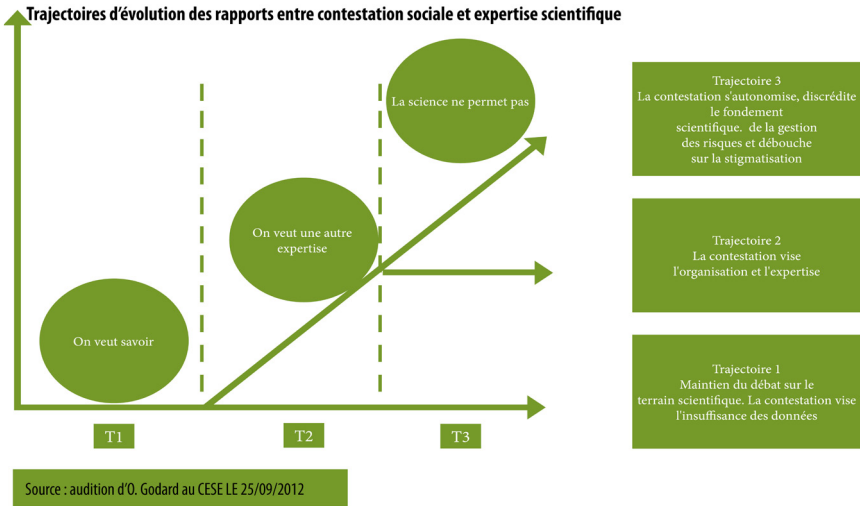 Trajectoires d'évolution des rapports entre contestation sociale et expertise scientifique
La science ne permet pas
On veut une autre
expertise
On veut savoir
T1
T2
T3
Trajectoire 3
La contestation s'autonomise, discrédite
le fondement
scientifique. de la gestion
des risques et débouche
sur la stigmatisation
Trajectoire 2
La contestation vise
l'organisation et l'expertise
Trajectoire 1
Maintien du débat sur le
terrain scientifique. La contestation vise
l'insuffisance des données
Source : audition d'O. Godard au CESE LE 25/09/2012